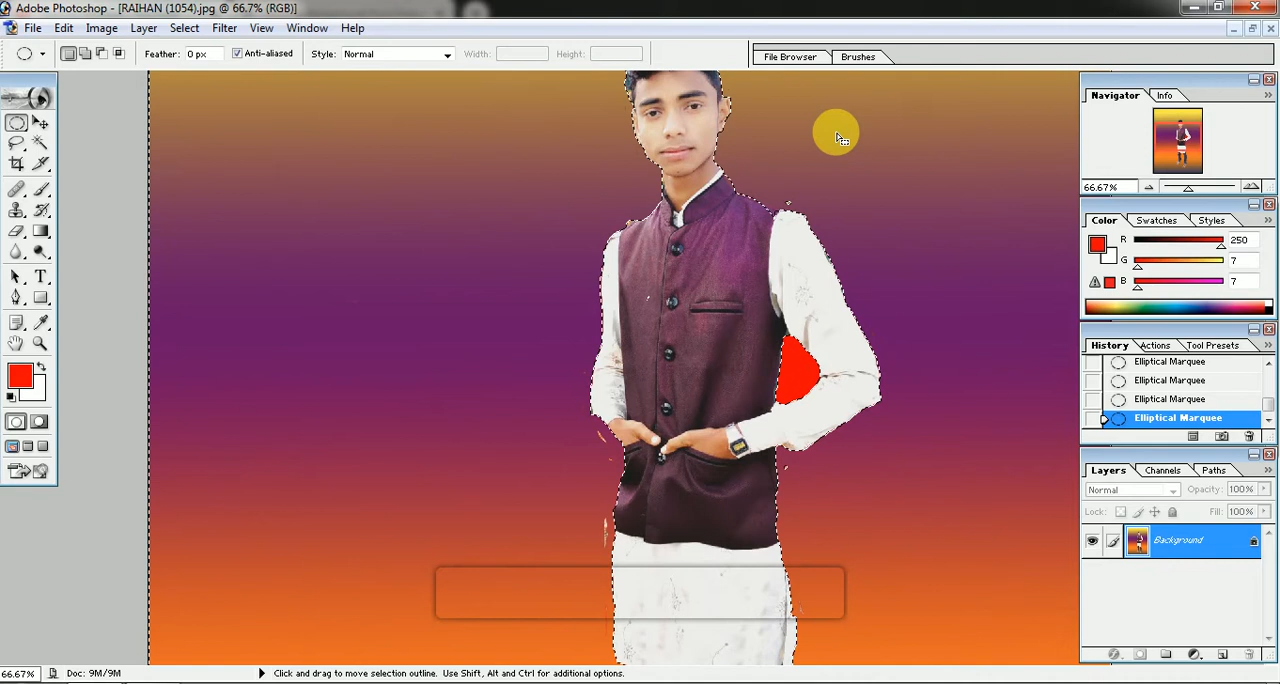 Adobe Photoshop - [RAIHAN (1054).jpg @ 66.7% (RGB)]
File Edit Image Layer Select Filter View Window Help
Feather: 0 px Anti-aliased Style: Normal Width: Height: File Browser Brushes
Navigator Info
66.67%
Color Swatches Styles
R 250
G 7
B 7
History Actions Tool Presets
Elliptical Marquee
Elliptical Marquee
Elliptical Marquee
Elliptical Marquee
Layers Channels Paths
Normal Opacity: 100%
Lock: Fill: 100%
Background
66.67% Doc: 9M/9M Click and drag to move selection outline. Use Shift, Alt and Ctrl for additional options.